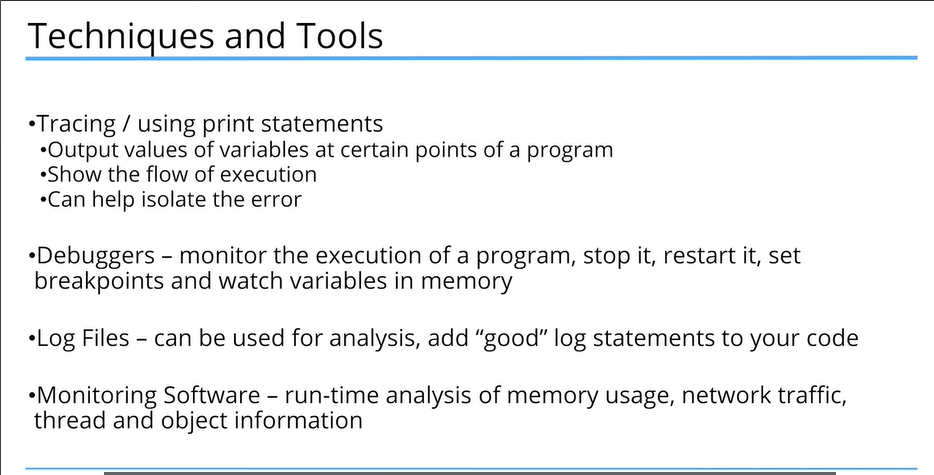 Techniques and Tools
•Tracing / using print statements
•Output values of variables at certain points of a program
•Show the flow of execution
•Can help isolate the error
•Debuggers – monitor the execution of a program, stop it, restart it, set
breakpoints and watch variables in memory
•Log Files – can be used for analysis, add “good” log statements to your code
•Monitoring Software – run-time analysis of memory usage, network traffic,
thread and object information